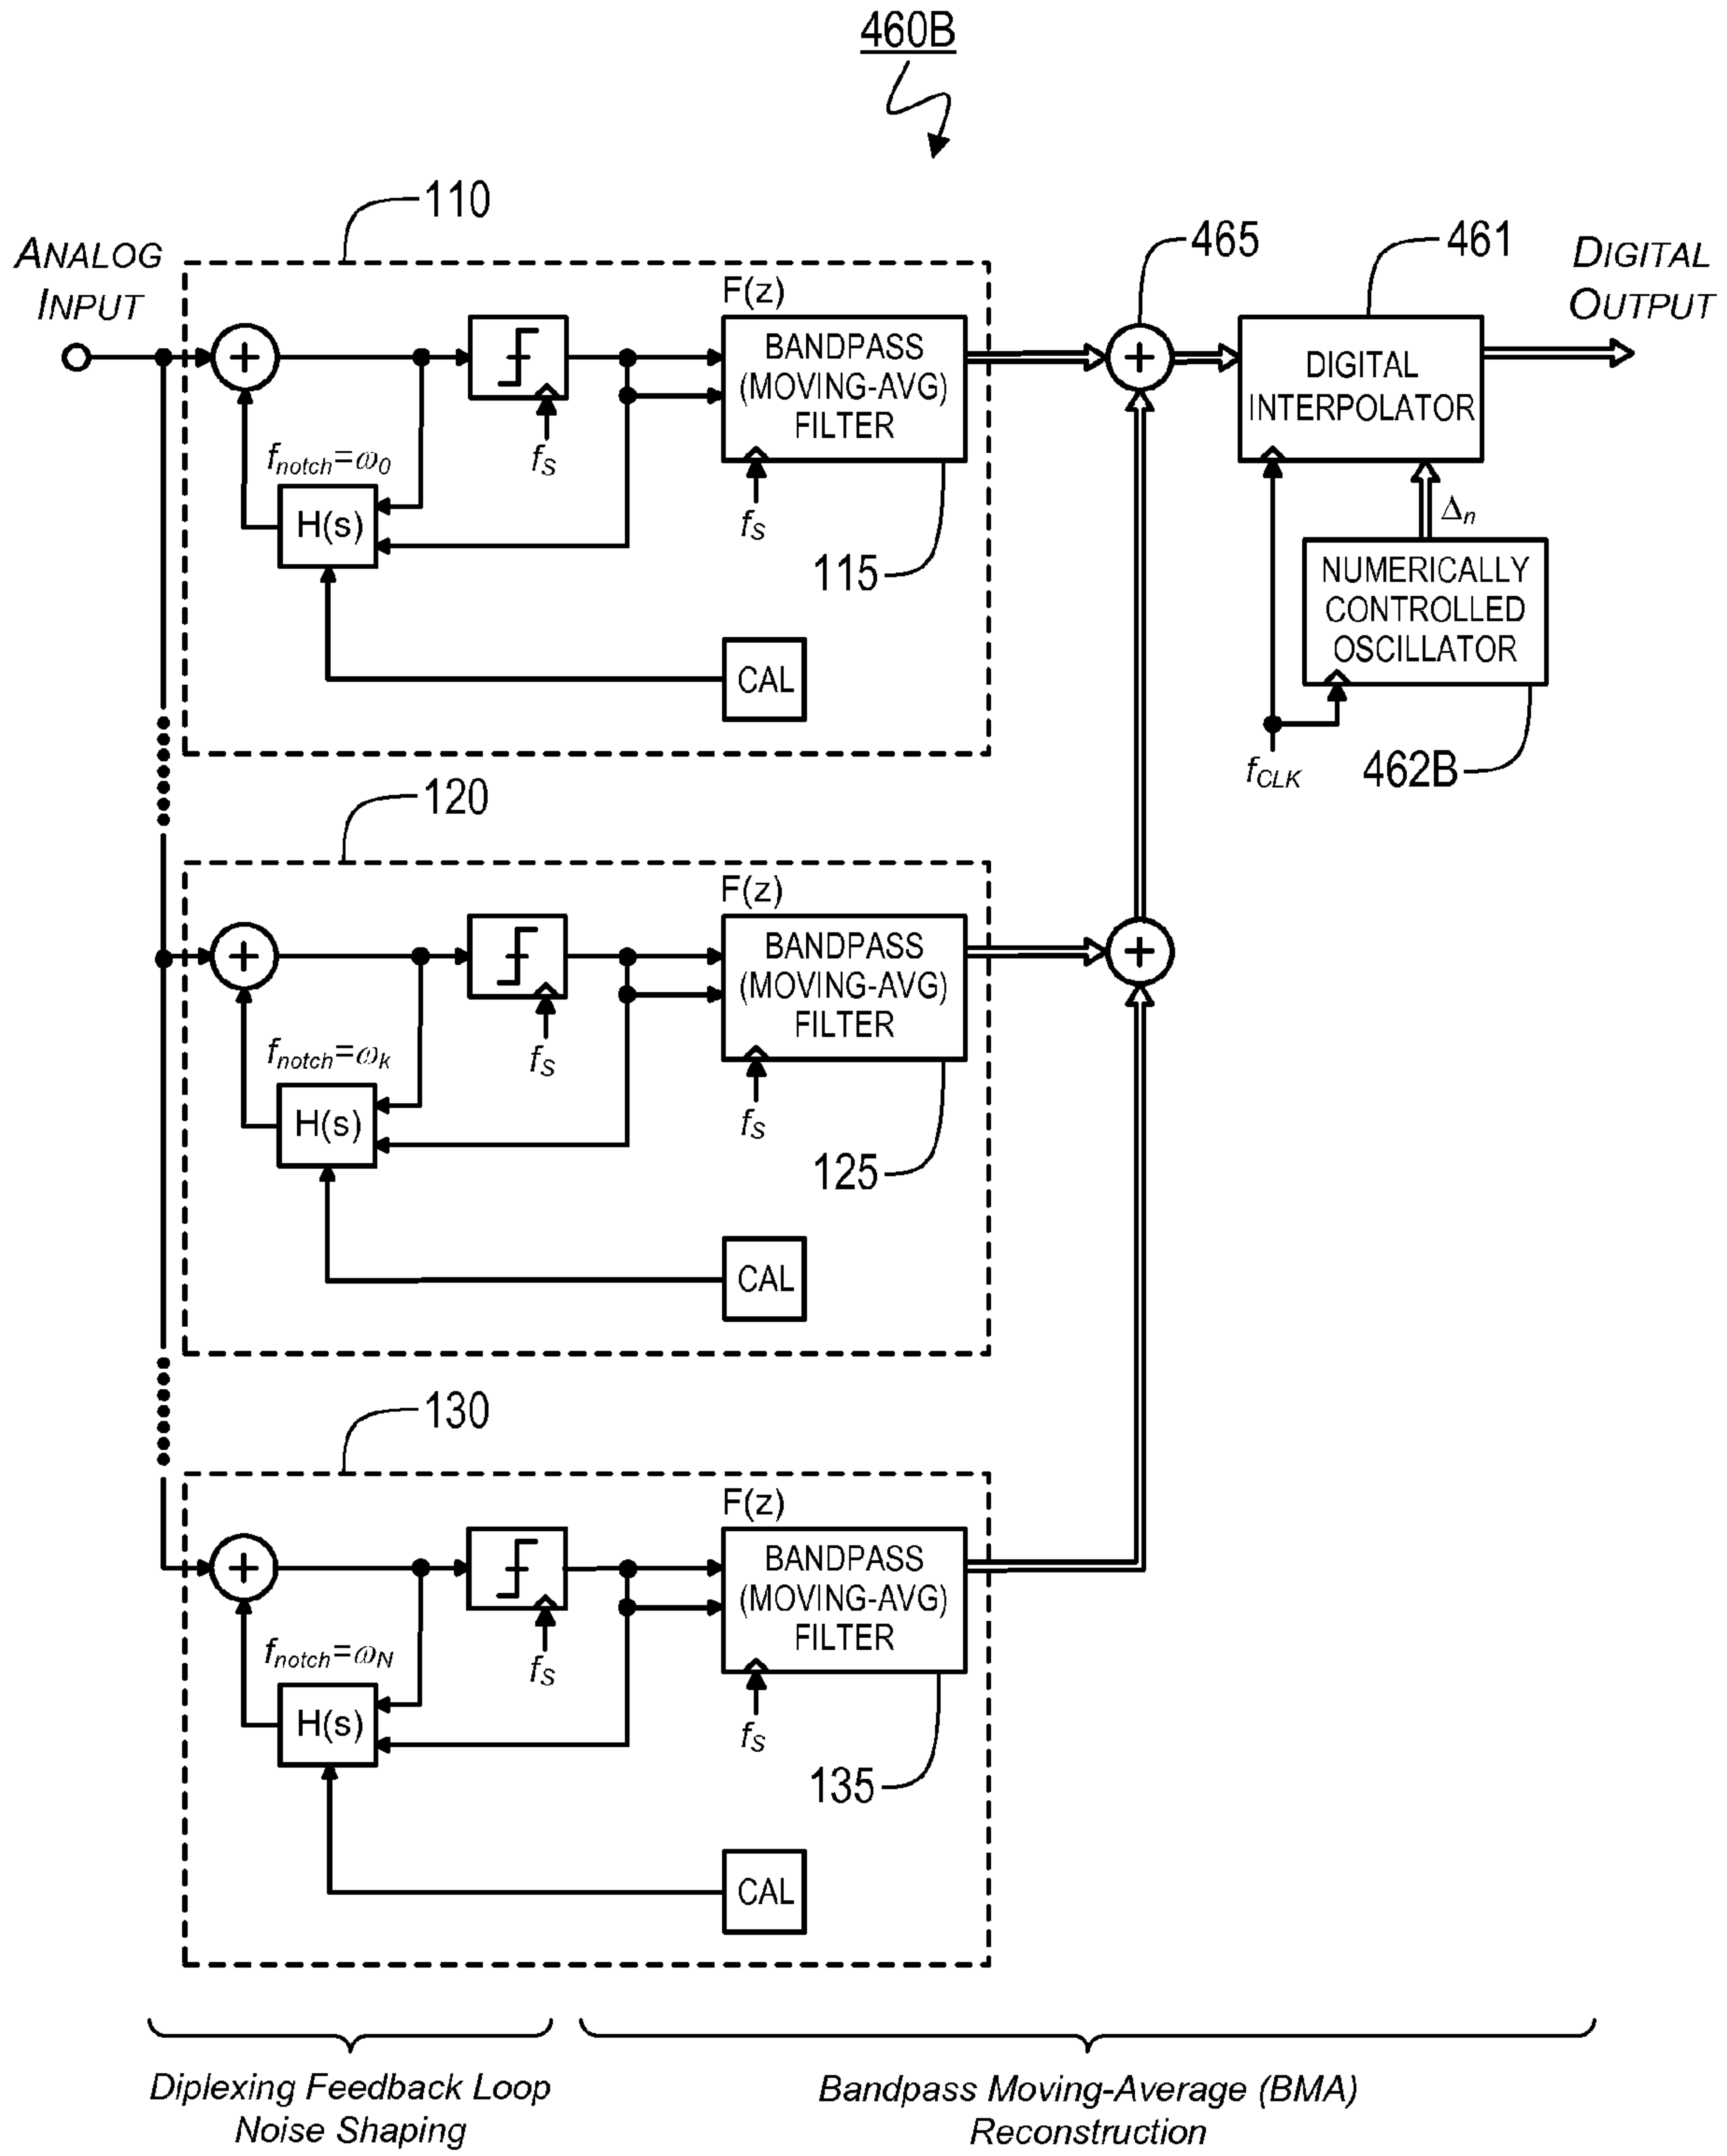 460B
110
465
461
ANALOG
INPUT
DIGITAL
OUTPUT
F(z)
+
BANDPASS
(MOVING-AVG)
FILTER
+
DIGITAL
INTERPOLATOR
fnotch=ω0
fS
H(s)
fS
115
Δn
NUMERICALLY
CONTROLLED
OSCILLATOR
CAL
fCLK
462B
120
F(z)
+
BANDPASS
(MOVING-AVG)
FILTER
+
fnotch=ωk
fS
H(s)
fS
125
CAL
130
F(z)
+
BANDPASS
(MOVING-AVG)
FILTER
fnotch=ωN
fS
H(s)
fS
135
CAL
Diplexing Feedback Loop
Noise Shaping
Bandpass Moving-Average (BMA)
Reconstruction